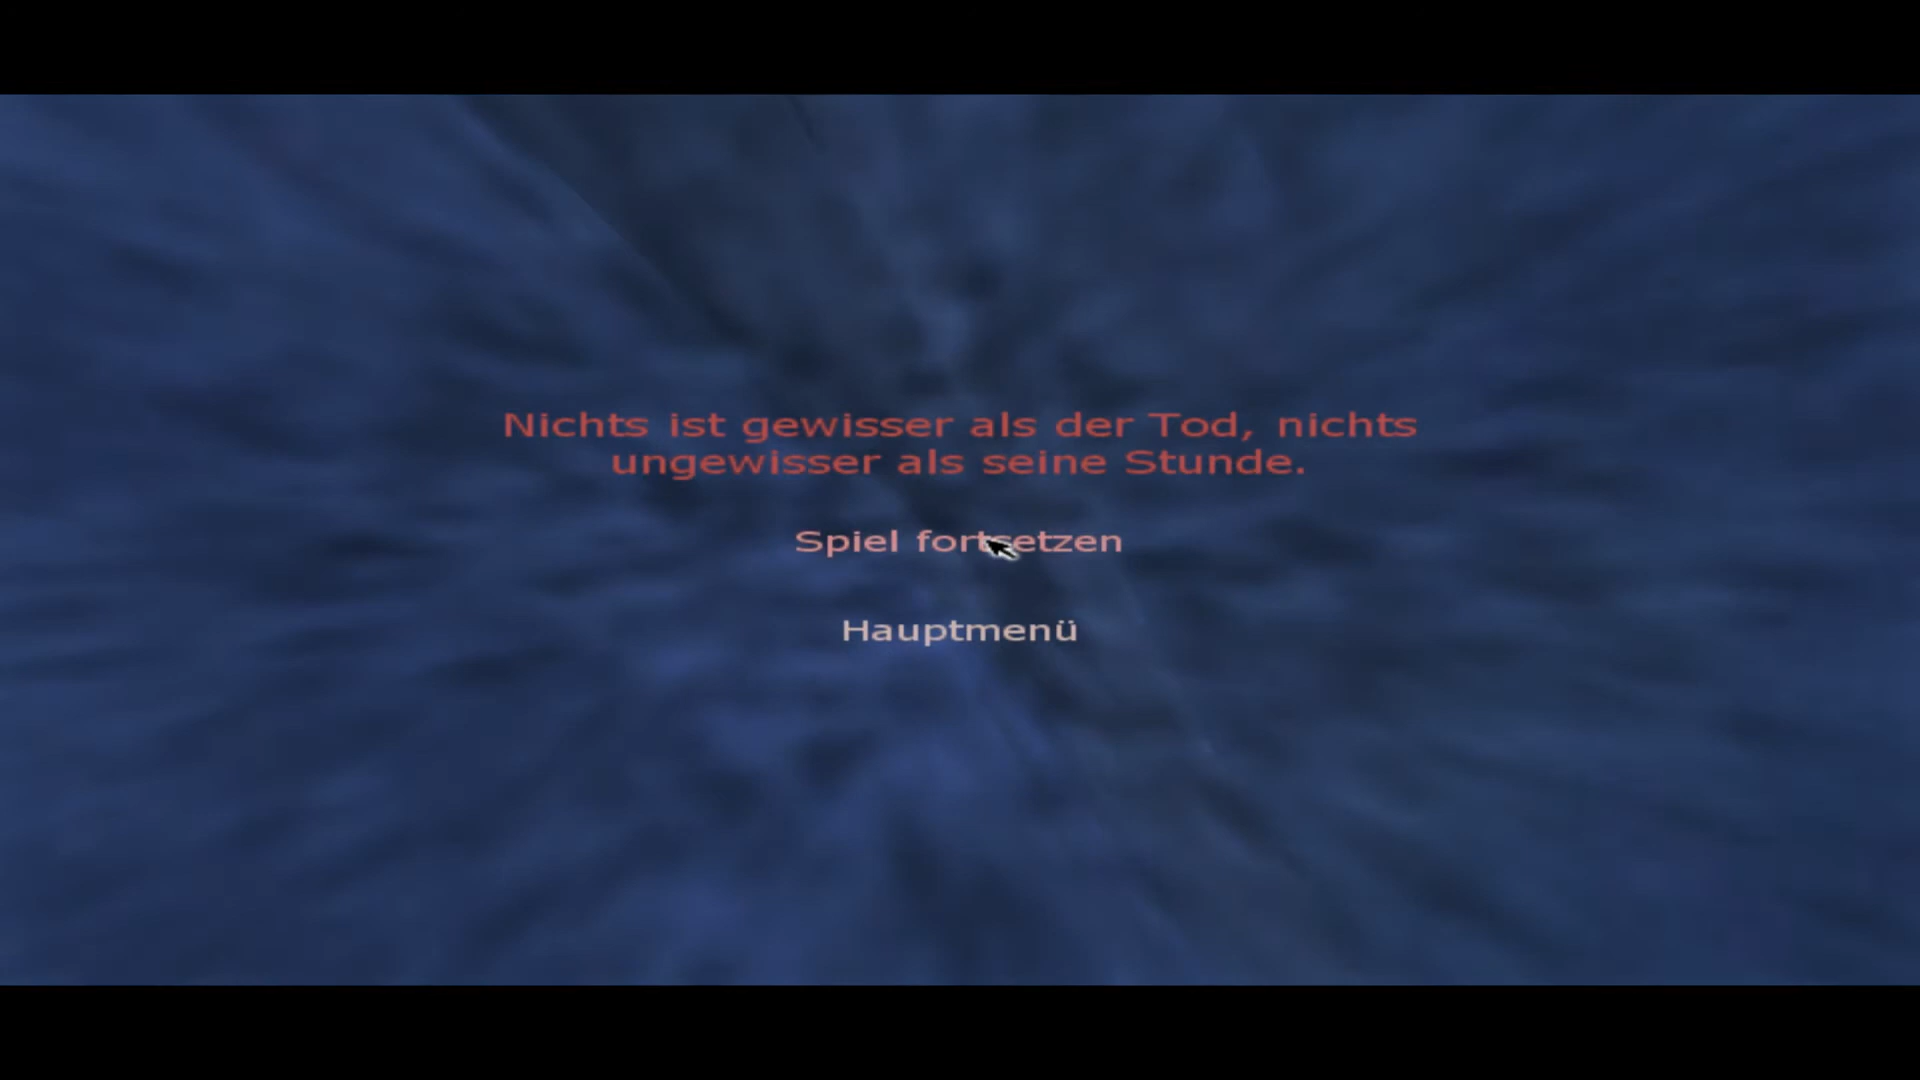 Nichts ist gewisser als der Tod, nichts
ungewisser als seine Stunde.
Spiel fortsetzen
Hauptmenü